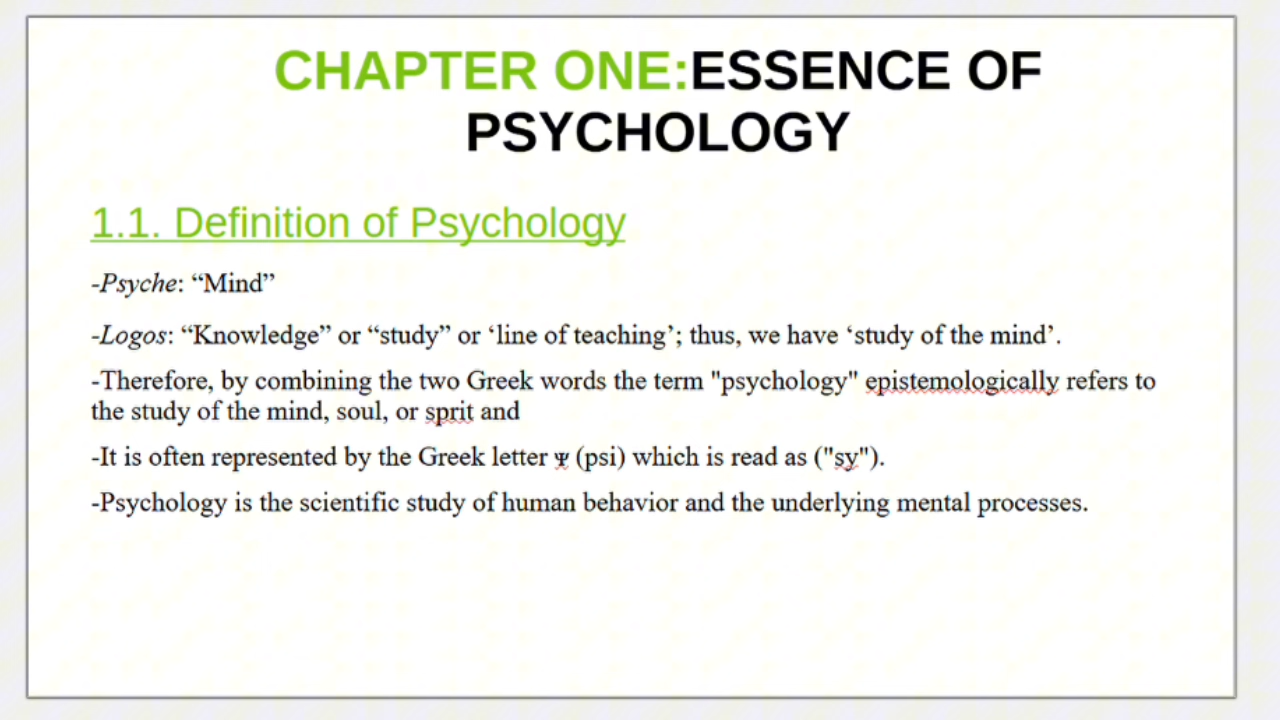 CHAPTER ONE:ESSENCE OF
PSYCHOLOGY
1.1. Definition of Psychology
-Psyche: “Mind”
-Logos: “Knowledge” or “study” or ‘line of teaching’; thus, we have ‘study of the mind’.
-Therefore, by combining the two Greek words the term "psychology" epistemologically refers to
the study of the mind, soul, or sprit and
-It is often represented by the Greek letter Ψ (psi) which is read as ("sy").
-Psychology is the scientific study of human behavior and the underlying mental processes.